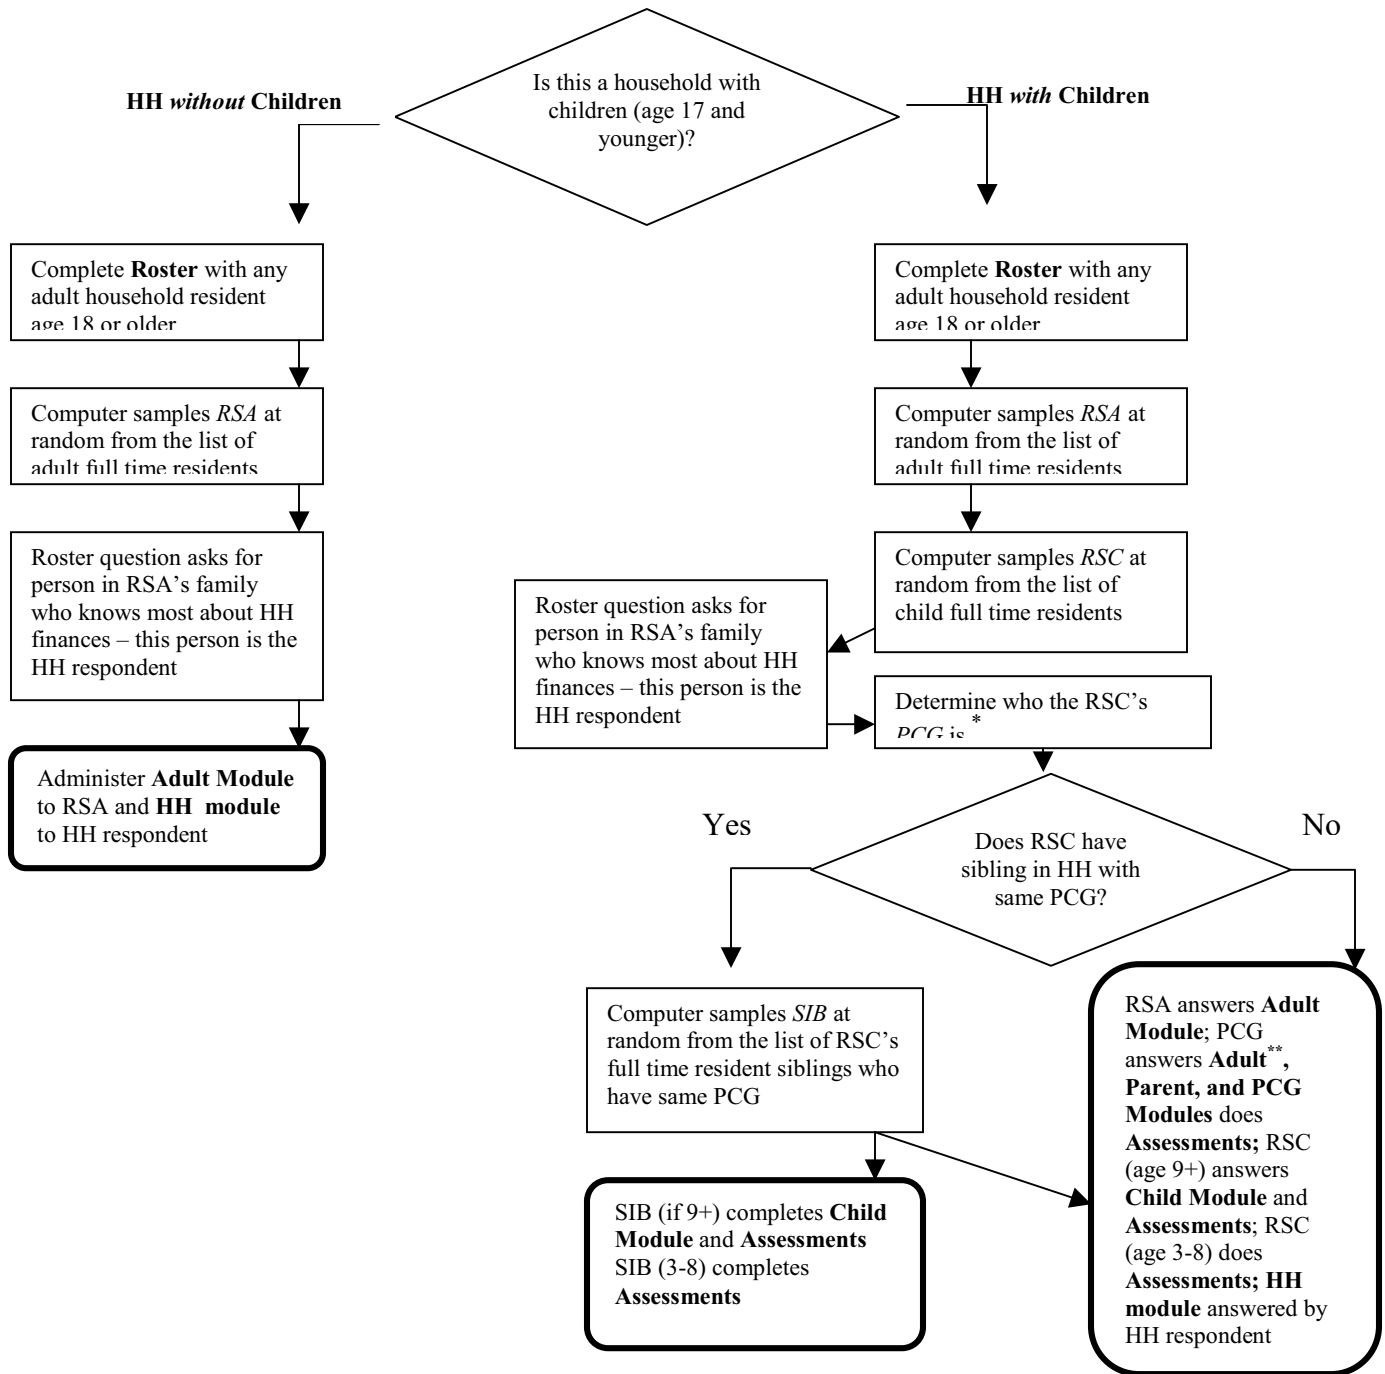 Is this a household with
children (age 17 and
younger)?
HH without Children
HH with Children
Complete Roster with any
adult household resident
age 18 or older
Computer samples RSA at
random from the list of
adult full time residents
Roster question asks for
person in RSA's family
who knows most about HH
finances – this person is the
HH respondent
Administer Adult Module
to RSA and HH module
to HH respondent
Complete Roster with any
adult household resident
age 18 or older
Computer samples RSA at
random from the list of
adult full time residents
Computer samples RSC at
random from the list of
child full time residents
Roster question asks for
person in RSA's family
who knows most about HH
finances – this person is the
HH respondent
Determine who the RSC's
PCG is *
Does RSC have
sibling in HH with
same PCG?
Yes
No
Computer samples SIB at
random from the list of RSC's
full time resident siblings who
have same PCG
SIB (if 9+) completes Child
Module and Assessments
SIB (3-8) completes
Assessments
RSA answers Adult
Module; PCG
answers Adult**,
Parent, and PCG
Modules does
Assessments; RSC
(age 9+) answers
Child Module and
Assessments; RSC
(age 3-8) does
Assessments; HH
module answered by
HH respondent